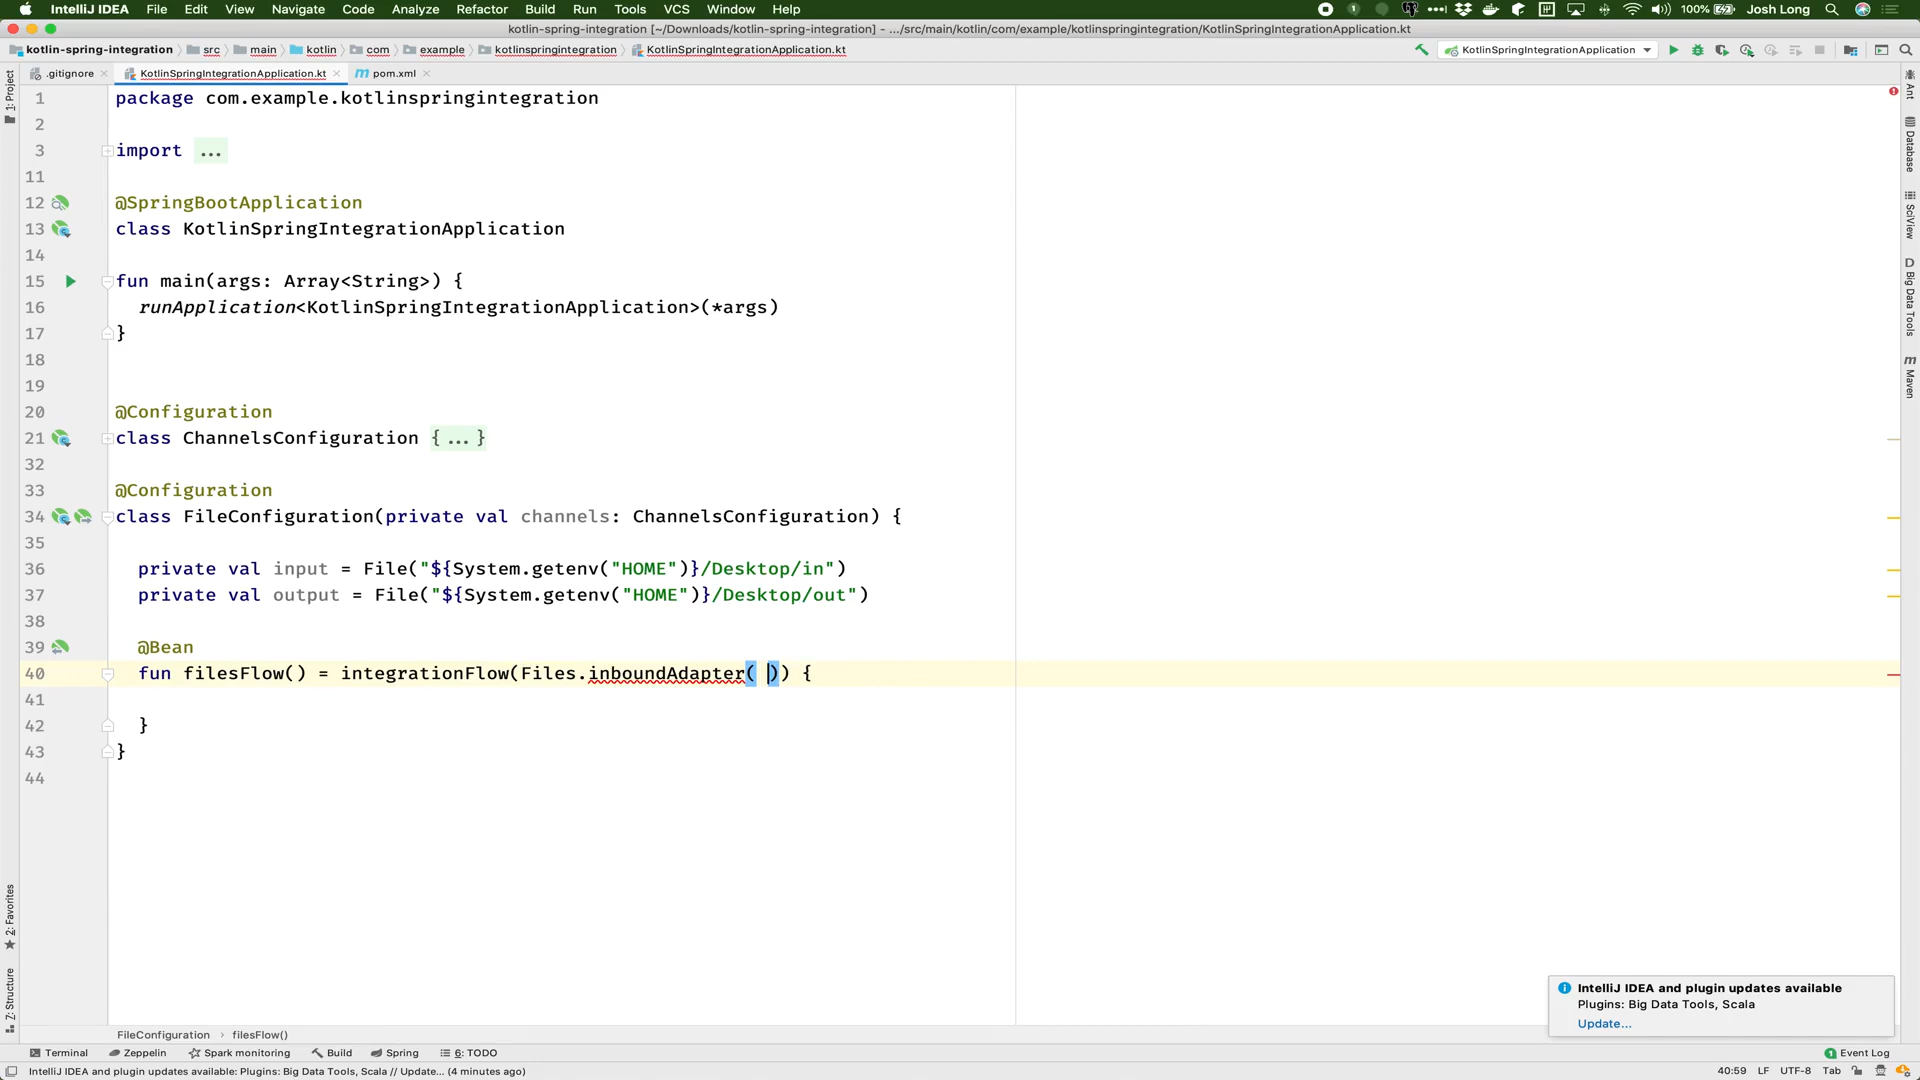 IntelliJ IDEA File Edit View Navigate Code Analyze Refactor Build Run Tools VCS Window Help 100% Josh Long
kotlin-spring-integration [~/Downloads/kotlin-spring-integration] - .../src/main/kotlin/com/example/kotlinspringintegration/KotlinSpringIntegrationApplication.kt
kotlin-spring-integration src main kotlin com example kotlinspringintegration KotlinSpringIntegrationApplication.kt KotlinSpringIntegrationApplication
.gitignore KotlinSpringIntegrationApplication.kt pom.xml
1 package com.example.kotlinspringintegration
2
3 import ...
11
12 @SpringBootApplication
13 class KotlinSpringIntegrationApplication
14
15 fun main(args: Array<String>) {
16 runApplication<KotlinSpringIntegrationApplication>(*args)
17 }
18
19
20 @Configuration
21 class ChannelsConfiguration {...}
32
33 @Configuration
34 class FileConfiguration(private val channels: ChannelsConfiguration) {
35
36 private val input = File("${System.getenv("HOME")}/Desktop/in")
37 private val output = File("${System.getenv("HOME")}/Desktop/out")
38
39 @Bean
40 fun filesFlow() = integrationFlow(Files.inboundAdapter( )) {
41
42 }
43 }
44
1: Project
2: Favorites
7: Structure
Ant
Database
SciView
Big Data Tools
Maven
IntelliJ IDEA and plugin updates available
Plugins: Big Data Tools, Scala
Update...
FileConfiguration › filesFlow()
Terminal Zeppelin Spark monitoring Build Spring 6: TODO 1 Event Log
IntelliJ IDEA and plugin updates available: Plugins: Big Data Tools, Scala // Update... (4 minutes ago) 40:59 LF UTF-8 Tab